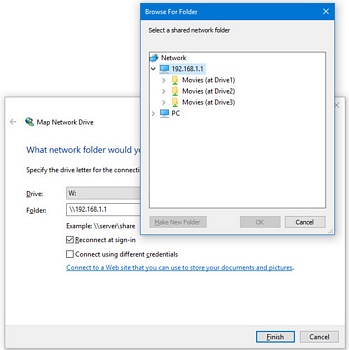 Browse For Folder
Select a shared network folder
Network
192.168.1.1
Movies (at Drive1)
Movies (at Drive2)
Movies (at Drive3)
PC
Make New Folder
OK
Cancel
Map Network Drive
What network folder would yo
Specify the drive letter for the connectio
Drive:
W:
Folder:
\\192.168.1.1
Example: \\server\share
Reconnect at sign-in
Connect using different credentials
Connect to a Web site that you can use to store your documents and pictures.
Finish
Cancel